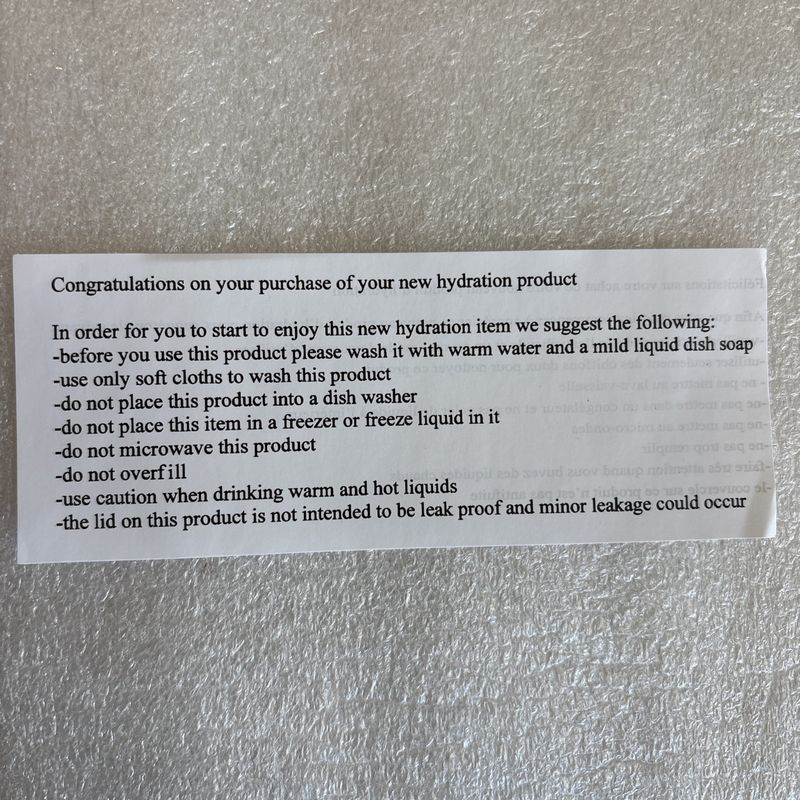 Congratulations on your purchase of your new hydration product
In order for you to start to enjoy this new hydration item we suggest the following:
-before you use this product please wash it with warm water and a mild liquid dish soap
-use only soft cloths to wash this product
-do not place this product into a dish washer
-do not place this item in a freezer or freeze liquid in it
-do not microwave this product
-do not overfill
-use caution when drinking warm and hot liquids
-the lid on this product is not intended to be leak proof and minor leakage could occur